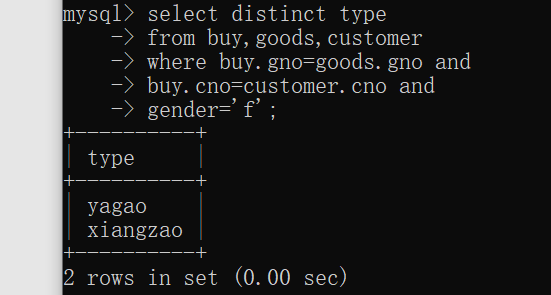 mysql> select distinct type
-> from buy,goods,customer
-> where buy.gno=goods.gno and
-> buy.cno=customer.cno and
-> gender='f';
+----------+
| type     |
+----------+
| yagao    |
| xiangzao |
+----------+
2 rows in set (0.00 sec)